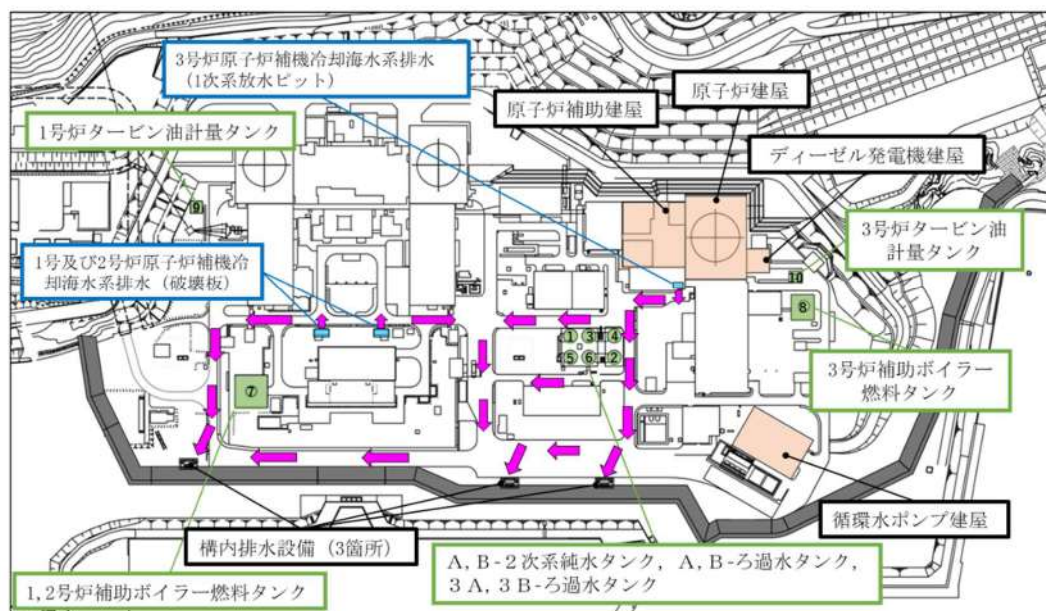 3号炉原子炉補機冷却海水系排水
(1次系放水ピット)
原子炉補助建屋
原子炉建屋
1号炉タービン油計量タンク
ディーゼル発電機建屋
3号炉タービン油
計量タンク
⑨
1号及び2号炉原子炉補機冷
却海水系排水(破壊板)
⑩
⑧
①③④
⑤⑥②
⑦
3号炉補助ボイラー
燃料タンク
循環水ポンプ建屋
構内排水設備(3箇所)
A,B-2次系純水タンク, A,B-ろ過水タンク,
3A,3B-ろ過水タンク
1,2号炉補助ボイラー燃料タンク